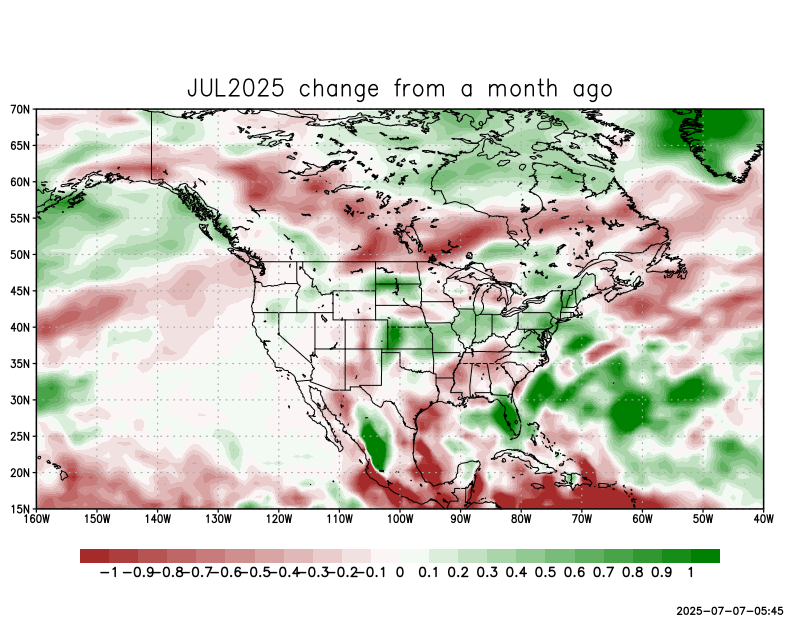 JUL2025 change from a month ago
70N
65N
60N
55N
50N
45N
40N
35N
30N
25N
20N
15N
160W 150W 140W 130W 120W 110W 100W 90W 80W 70W 60W 50W 40W
−1 −0.9 −0.8 −0.7 −0.6 −0.5 −0.4 −0.3 −0.2 −0.1 0 0.1 0.2 0.3 0.4 0.5 0.6 0.7 0.8 0.9 1
2025−07−07−05:45